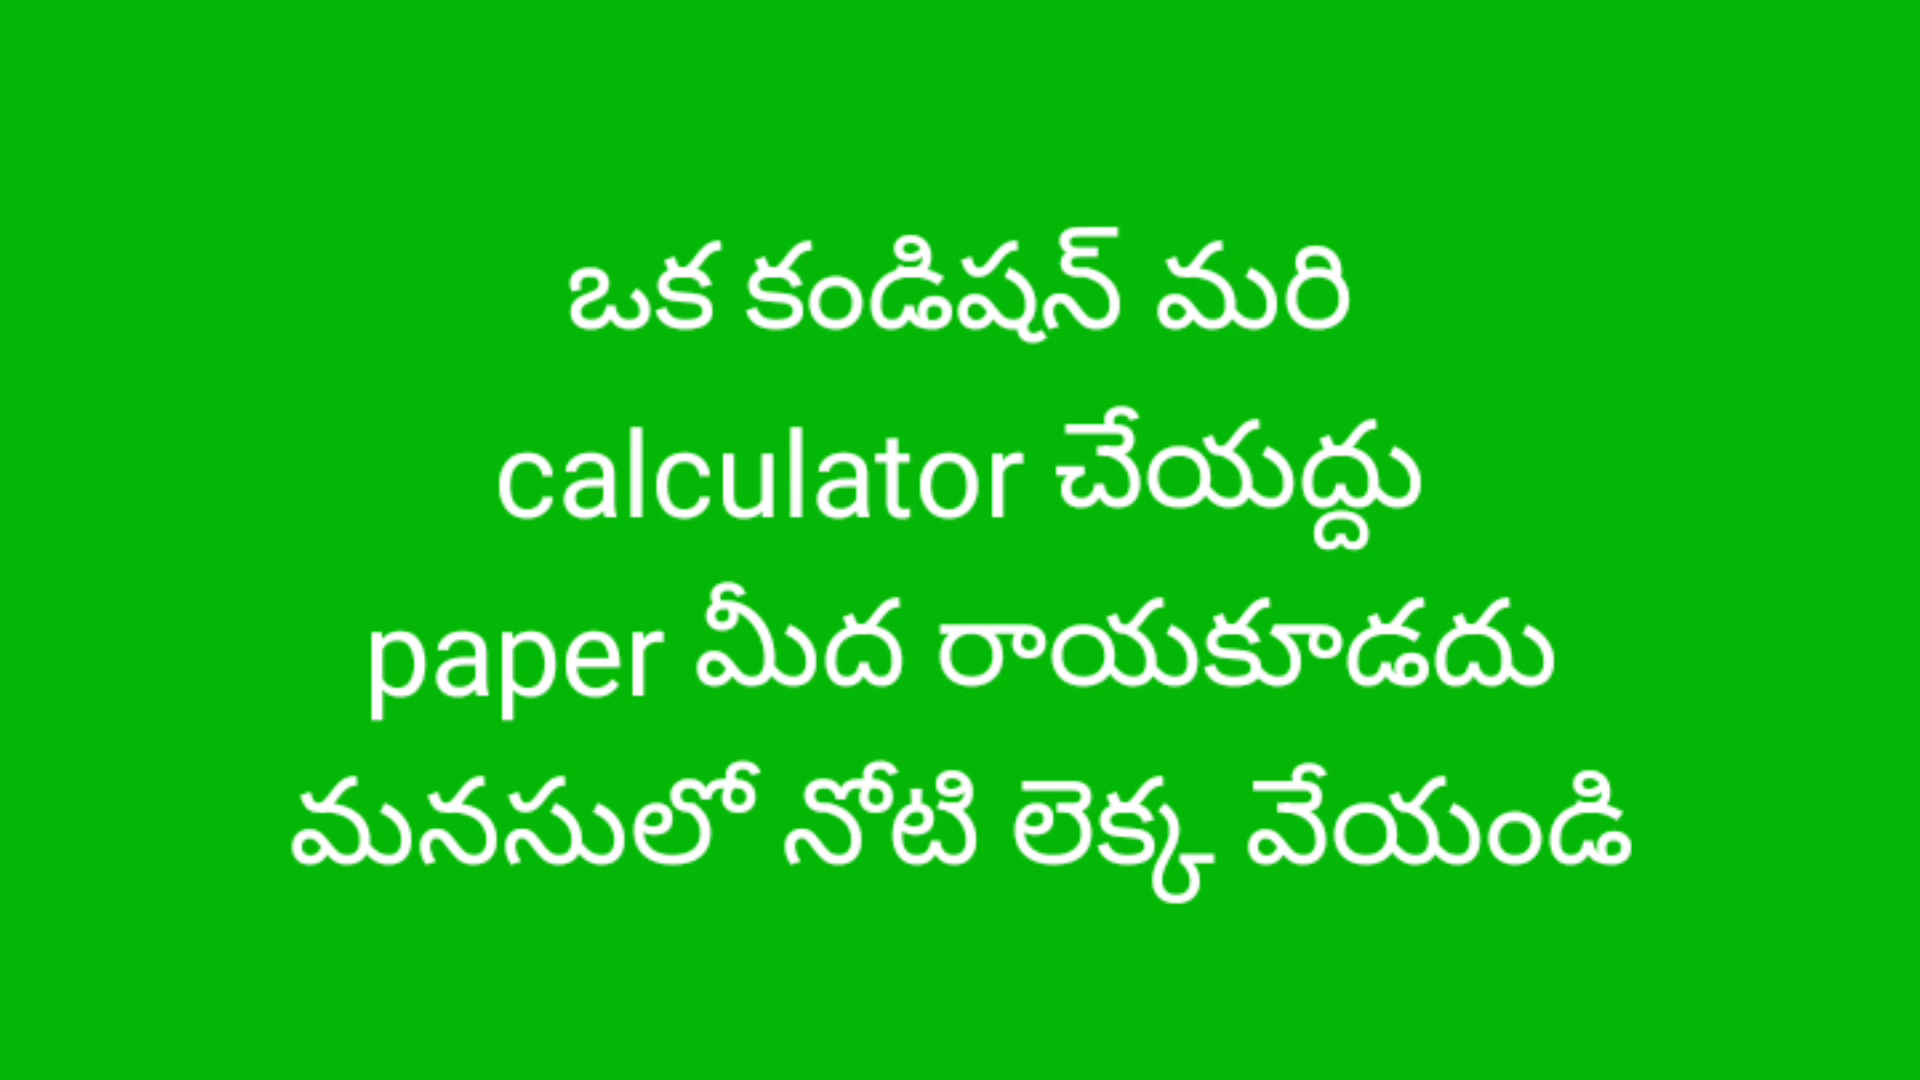 ఒక కండిషన్ మరి
calculator చేయద్దు
paper మీద రాయకూడదు
మనసులో నోటి లెక్క వేయండి